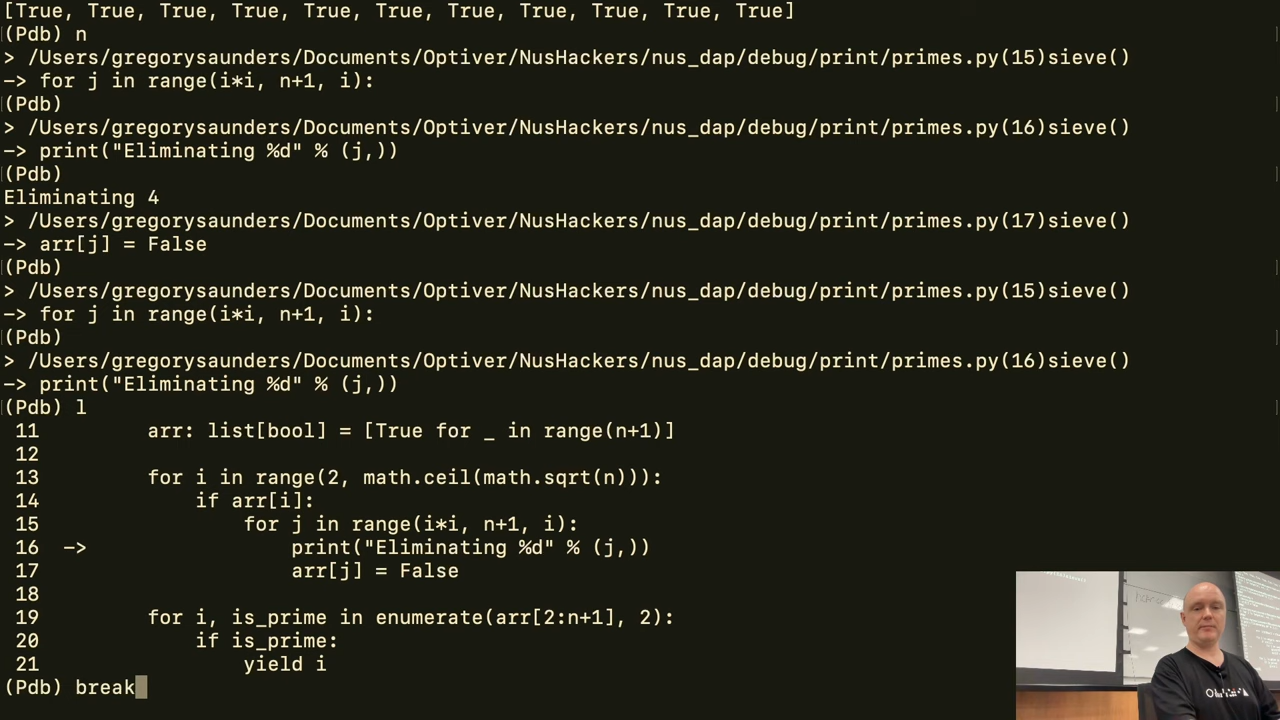 [True, True, True, True, True, True, True, True, True, True, True]
(Pdb) n
> /Users/gregorysaunders/Documents/Optiver/NusHackers/nus_dap/debug/print/primes.py(15)sieve()
-> for j in range(i*i, n+1, i):
(Pdb)
> /Users/gregorysaunders/Documents/Optiver/NusHackers/nus_dap/debug/print/primes.py(16)sieve()
-> print("Eliminating %d" % (j,))
(Pdb)
Eliminating 4
> /Users/gregorysaunders/Documents/Optiver/NusHackers/nus_dap/debug/print/primes.py(17)sieve()
-> arr[j] = False
(Pdb)
> /Users/gregorysaunders/Documents/Optiver/NusHackers/nus_dap/debug/print/primes.py(15)sieve()
-> for j in range(i*i, n+1, i):
(Pdb)
> /Users/gregorysaunders/Documents/Optiver/NusHackers/nus_dap/debug/print/primes.py(16)sieve()
-> print("Eliminating %d" % (j,))
(Pdb) l
11 arr: list[bool] = [True for _ in range(n+1)]
12
13 for i in range(2, math.ceil(math.sqrt(n))):
14 if arr[i]:
15 for j in range(i*i, n+1, i):
16 -> print("Eliminating %d" % (j,))
17 arr[j] = False
18
19 for i, is_prime in enumerate(arr[2:n+1], 2):
20 if is_prime:
21 yield i
(Pdb) break